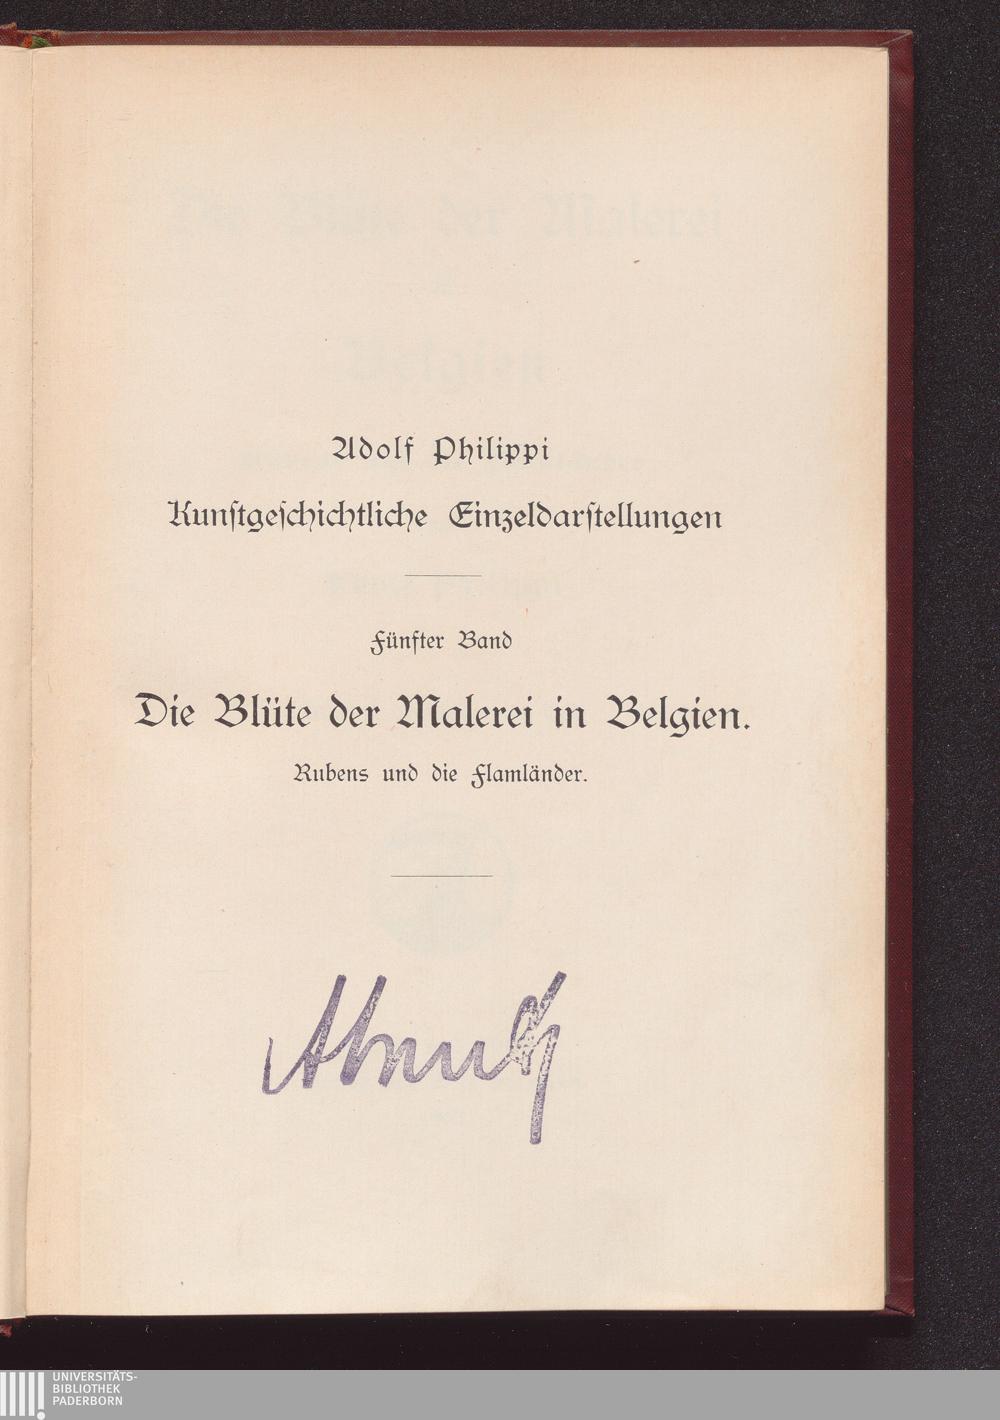 Adolf Philippi
Kunſtgeſchichtliche Einzeldarſtellungen
Fünfter Band
Die Blüte der Malerei in Belgien.
Rubens und die Flamländer.
UNIVERSITÄTS-
BIBLIOTHEK
PADERBORN